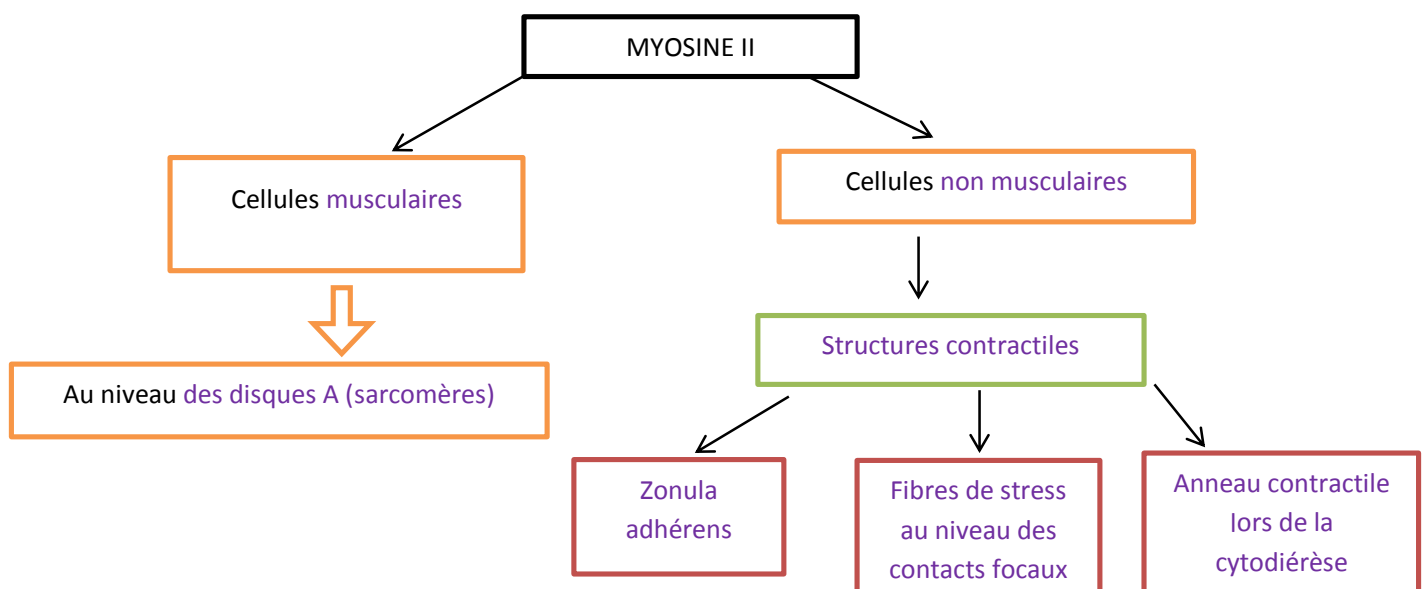 MYOSINE II
Cellules musculaires
Cellules non musculaires
Structures contractiles
Au niveau des disques A (sarcomères)
Zonula
adhérens
Fibres de stress
au niveau des
contacts focaux
Anneau contractile
lors de la
cytodiérèse